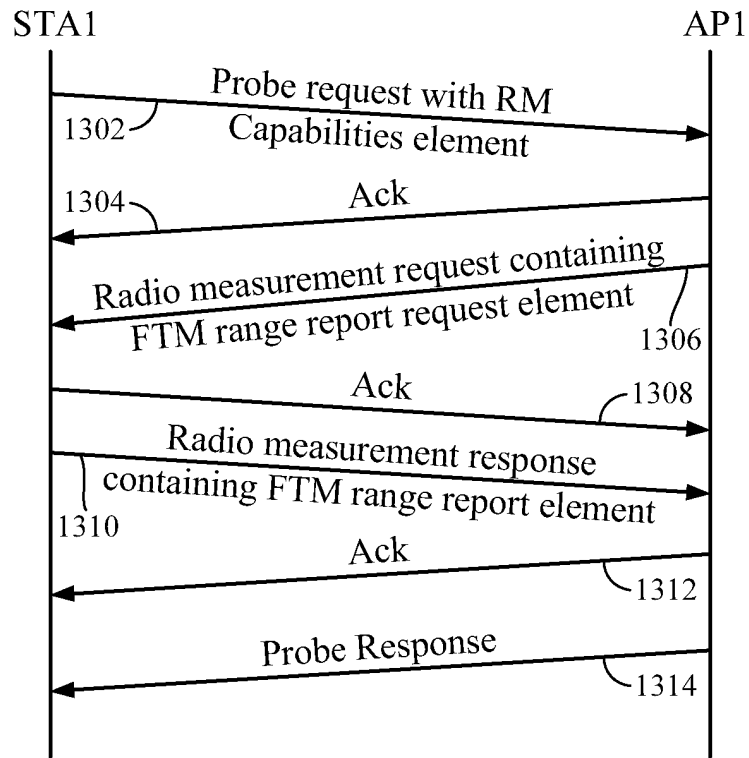 STA1
AP1
Probe request with RM
1302
Capabilities element
1304
Ack
Radio measurement request containing
FTM range report request element
1306
Ack
1308
Radio measurement response
containing FTM range report element
1310
Ack
1312
Probe Response
1314